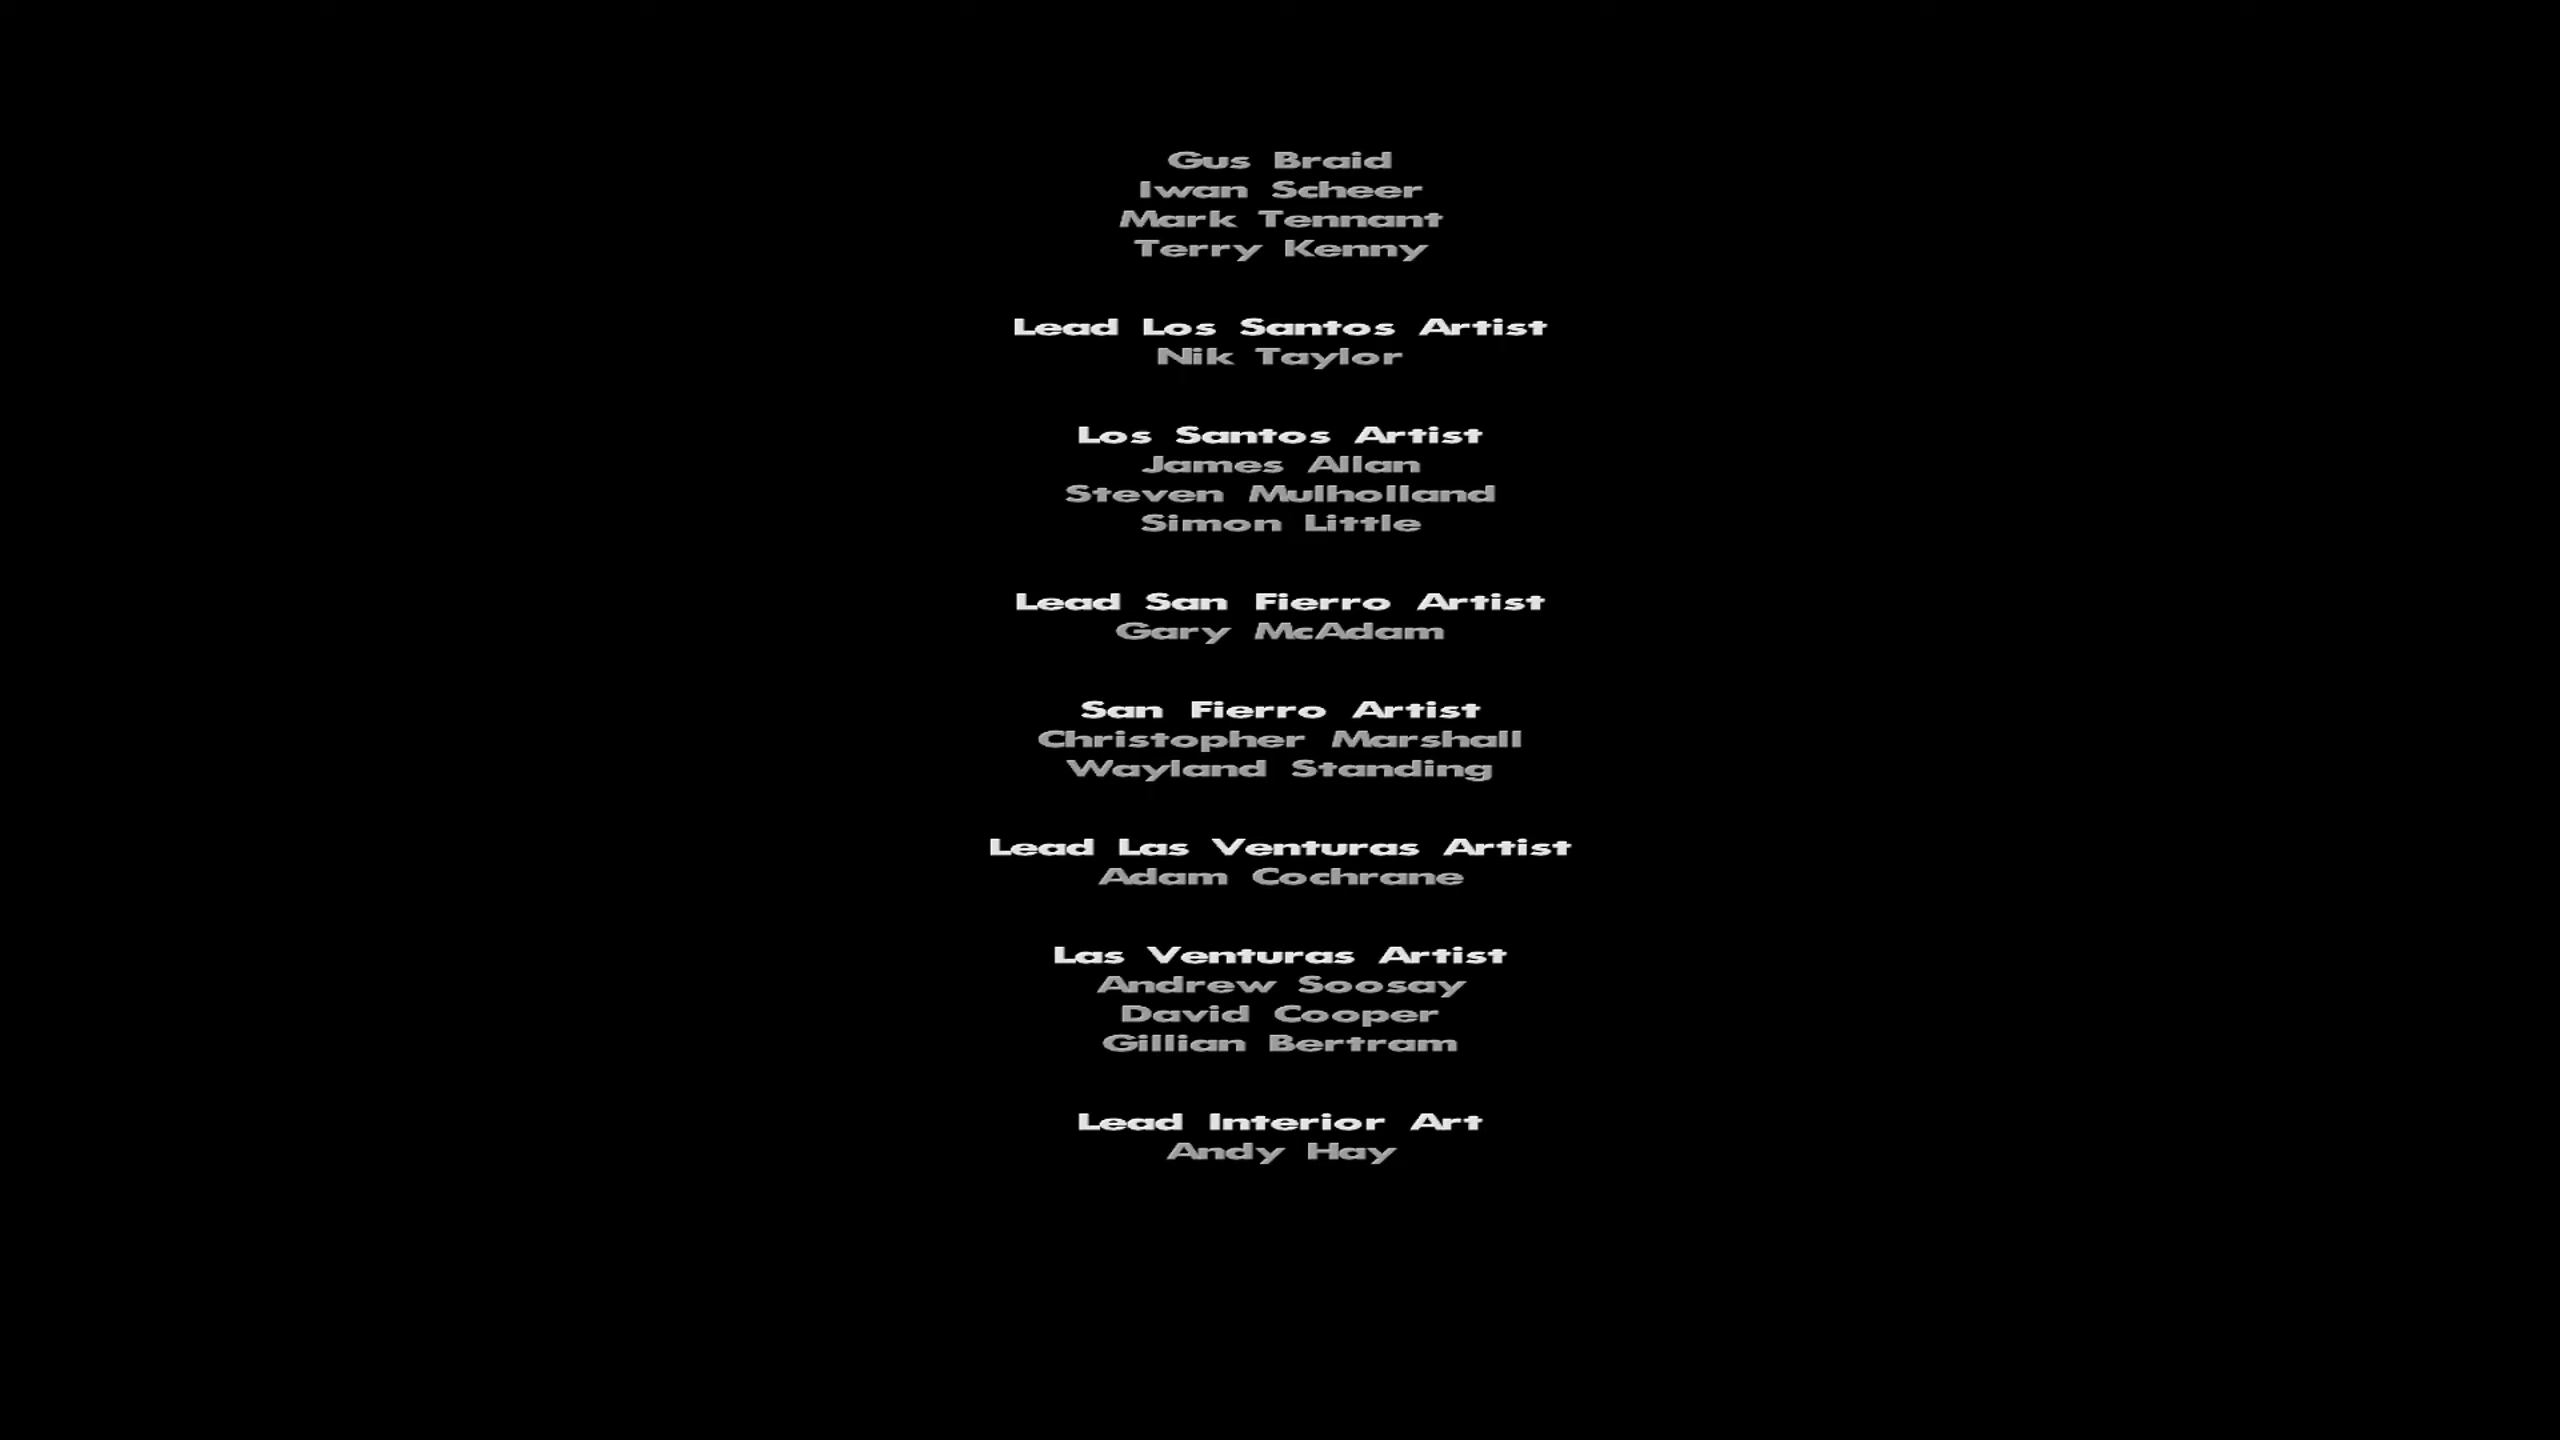 Gus Braid
Iwan Scheer
Mark Tennant
Terry Kenny
Lead Los Santos Artist
Nik Taylor
Los Santos Artist
James Allan
Steven Mulholland
Simon Little
Lead San Fierro Artist
Gary McAdam
San Fierro Artist
Christopher Marshall
Wayland Standing
Lead Las Venturas Artist
Adam Cochrane
Las Venturas Artist
Andrew Soosay
David Cooper
Gillian Bertram
Lead Interior Art
Andy Hay